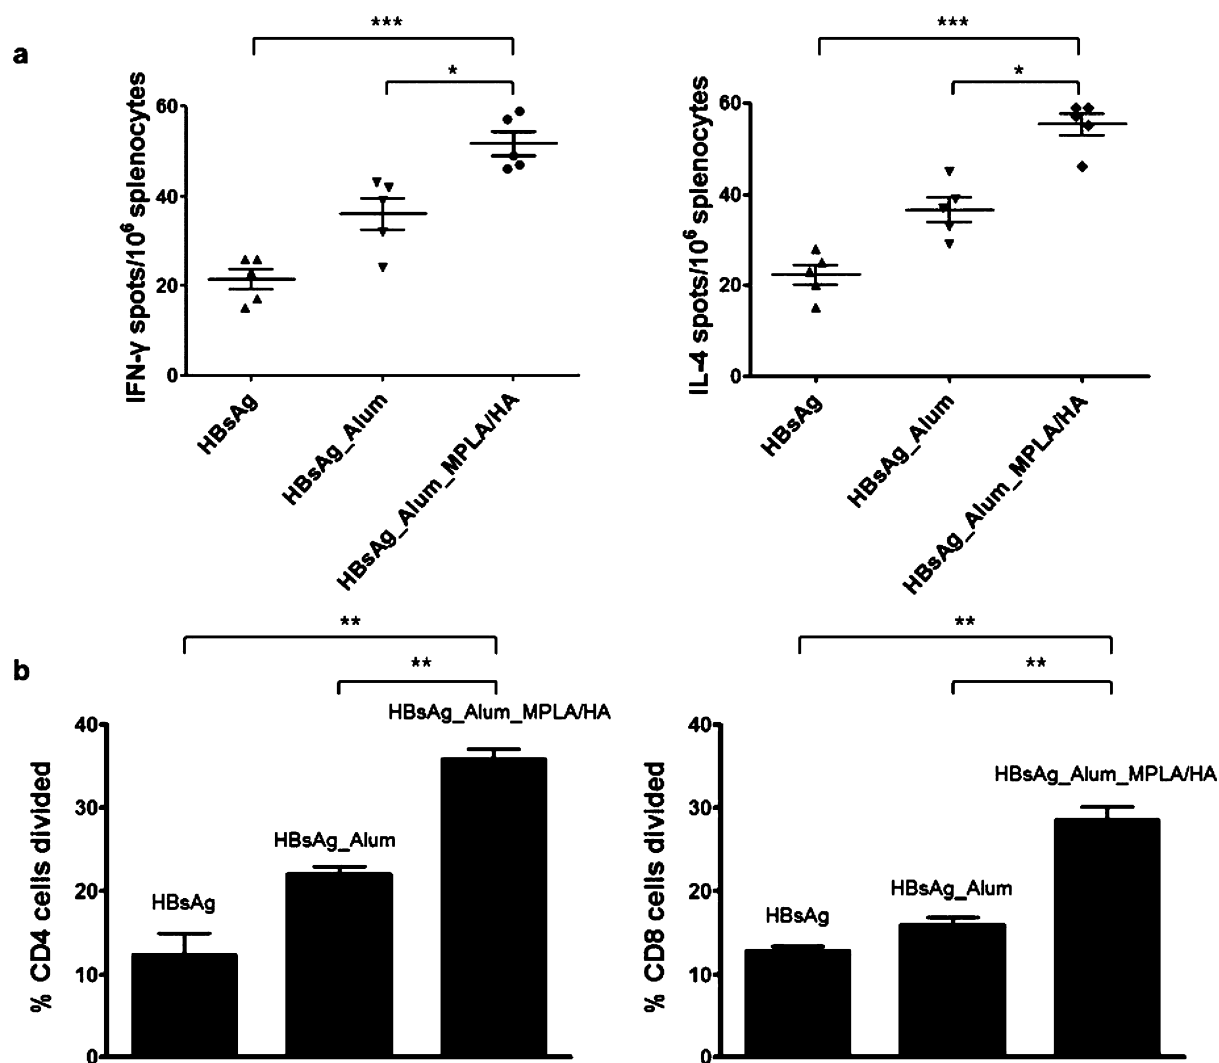 a
***
*
IFN-γ spots/10⁶ splenocytes
60
40
20
0
HBsAg
HBsAg_Alum
HBsAg_Alum_MPLA/HA
***
*
IL-4 spots/10⁶ splenocytes
60
40
20
0
HBsAg
HBsAg_Alum
HBsAg_Alum_MPLA/HA
b
**
**
% CD4 cells divided
40
30
20
10
0
HBsAg
HBsAg_Alum
HBsAg_Alum_MPLA/HA
**
**
% CD8 cells divided
40
30
20
10
0
HBsAg
HBsAg_Alum
HBsAg_Alum_MPLA/HA